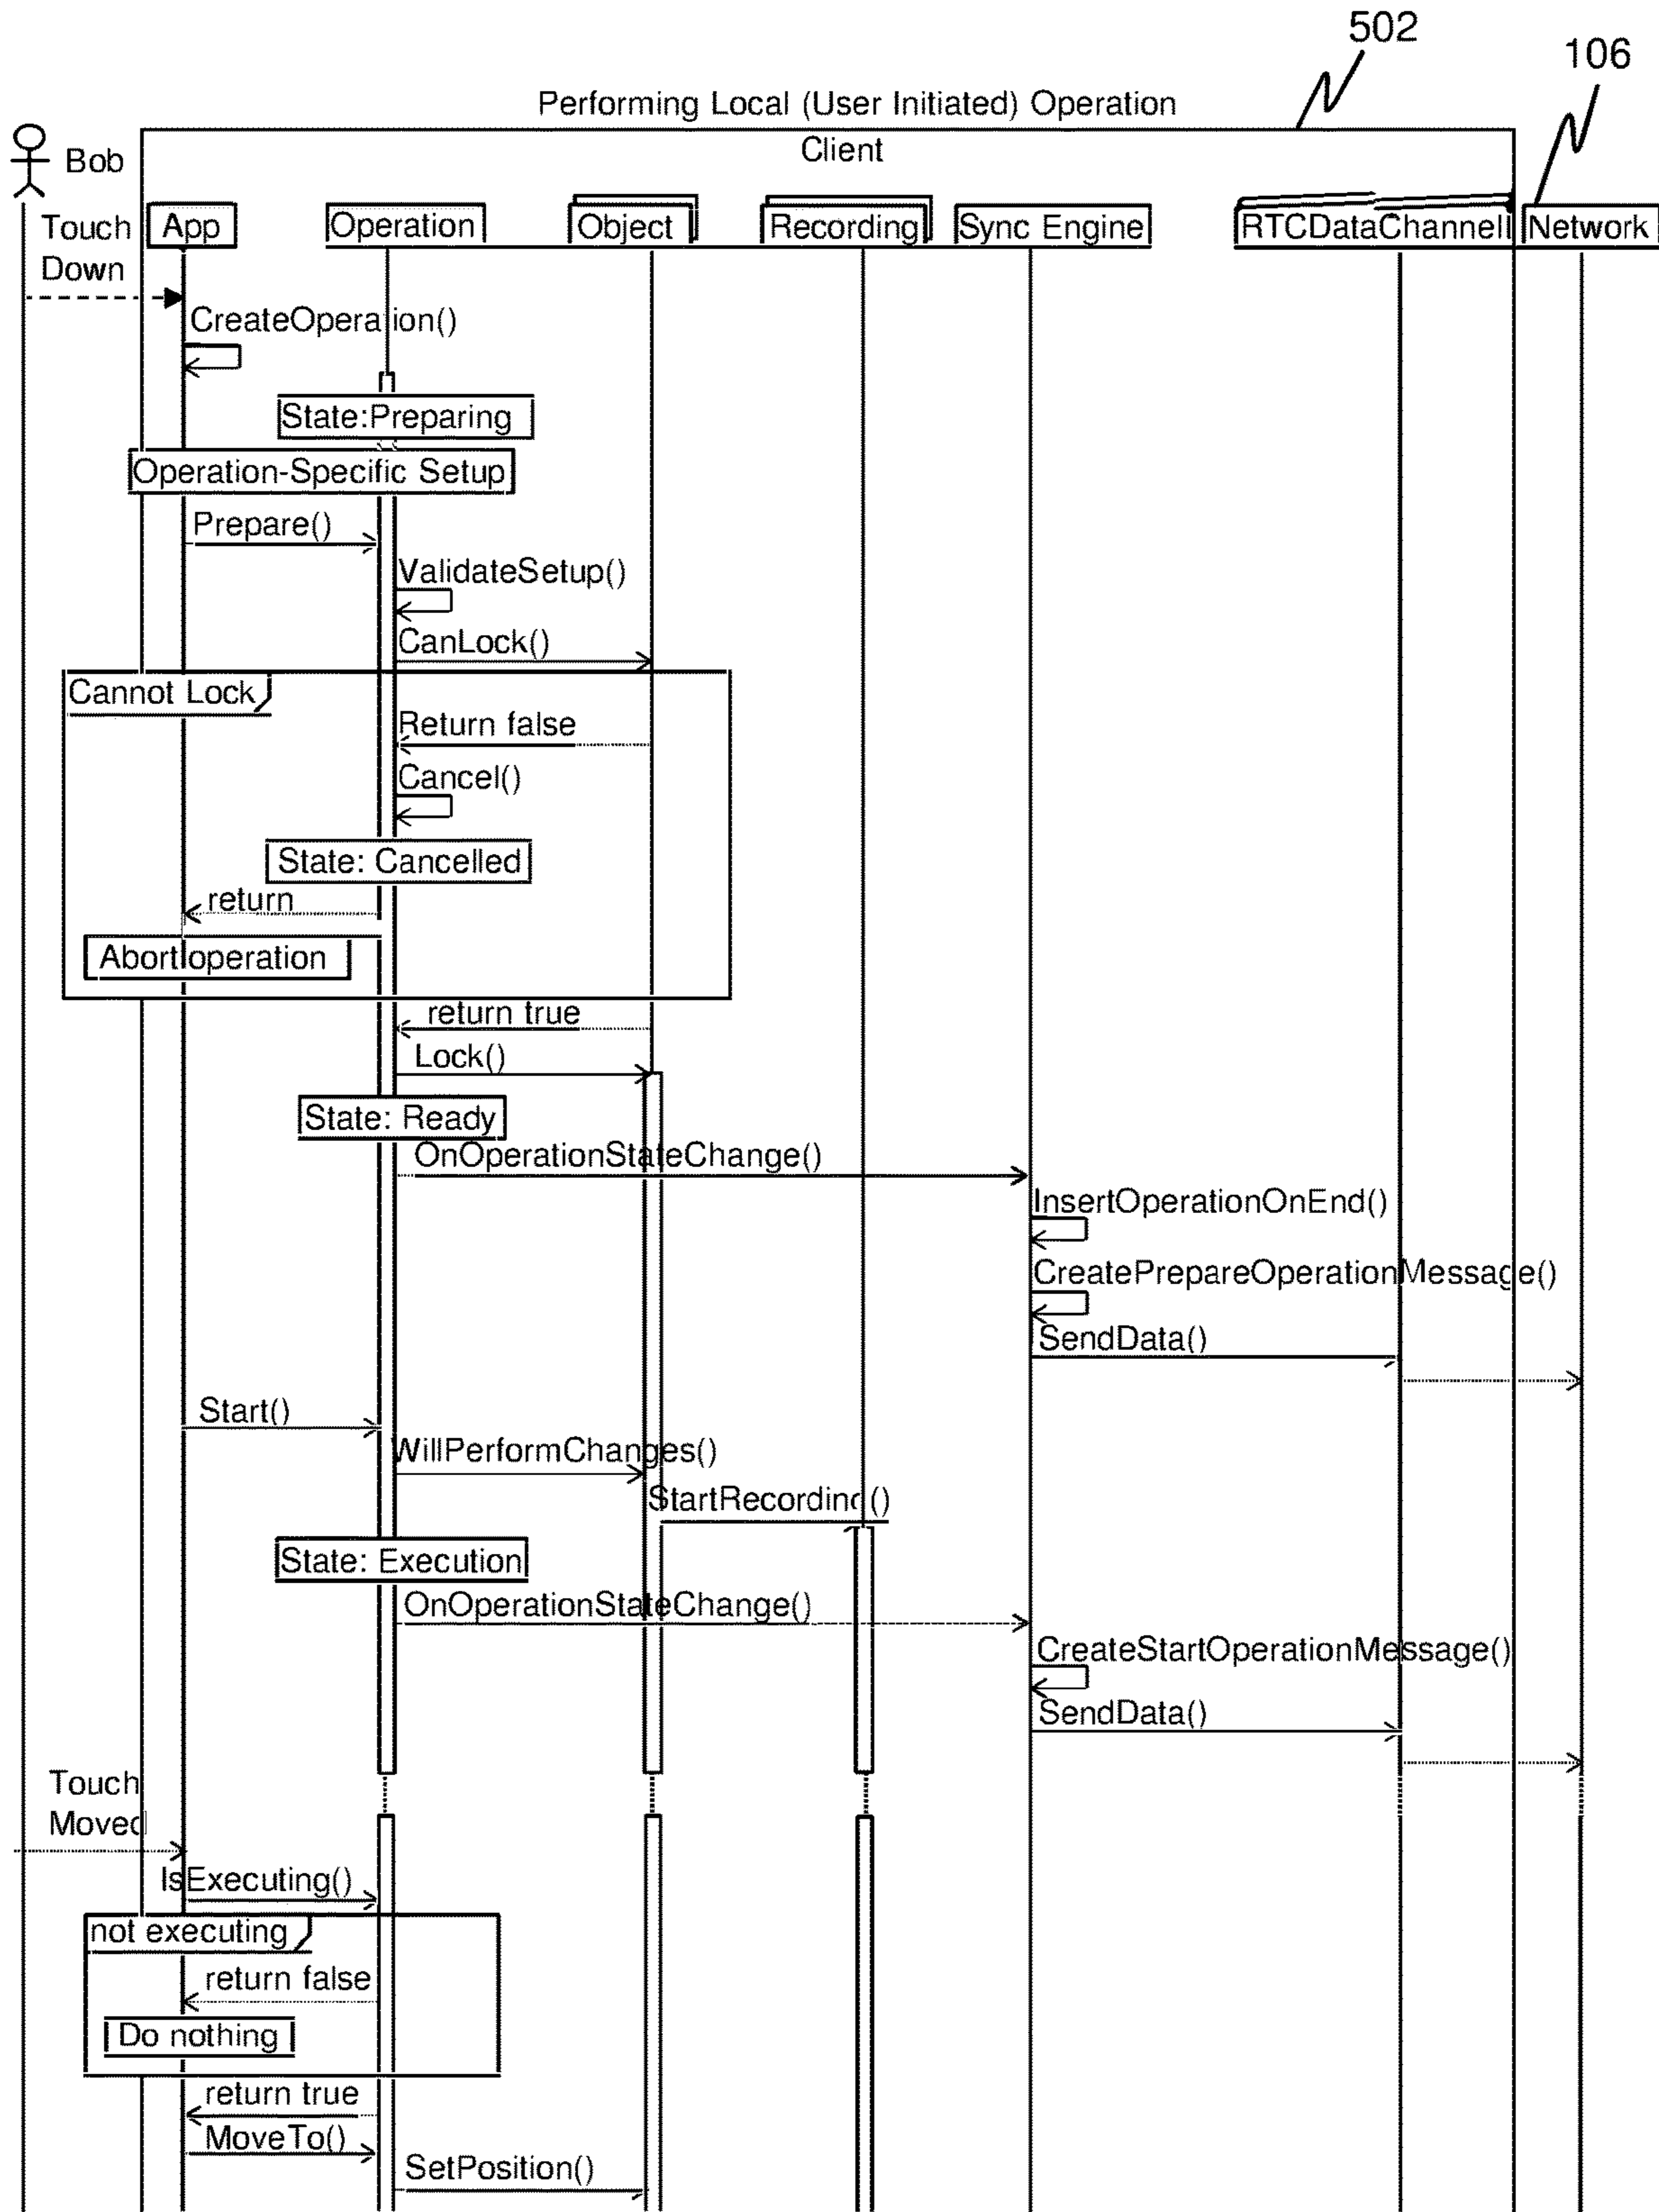 502
106
Performing Local (User Initiated) Operation
Client
Bob
Touch
Down
App
Operation
Object
Recording
Sync Engine
RTCDataChannel
Network
CreateOperation()
State:Preparing
Operation-Specific Setup
Prepare()
ValidateSetup()
CanLock()
Cannot Lock
Return false
Cancel()
State: Cancelled
return
Abort operation
return true
Lock()
State: Ready
OnOperationStateChange()
InsertOperationOnEnd()
CreatePrepareOperationMessage()
SendData()
Start()
WillPerformChanges()
StartRecording()
State: Execution
OnOperationStateChange()
CreateStartOperationMessage()
SendData()
Touch
Moved
IsExecuting()
not executing
return false
Do nothing
return true
MoveTo()
SetPosition()